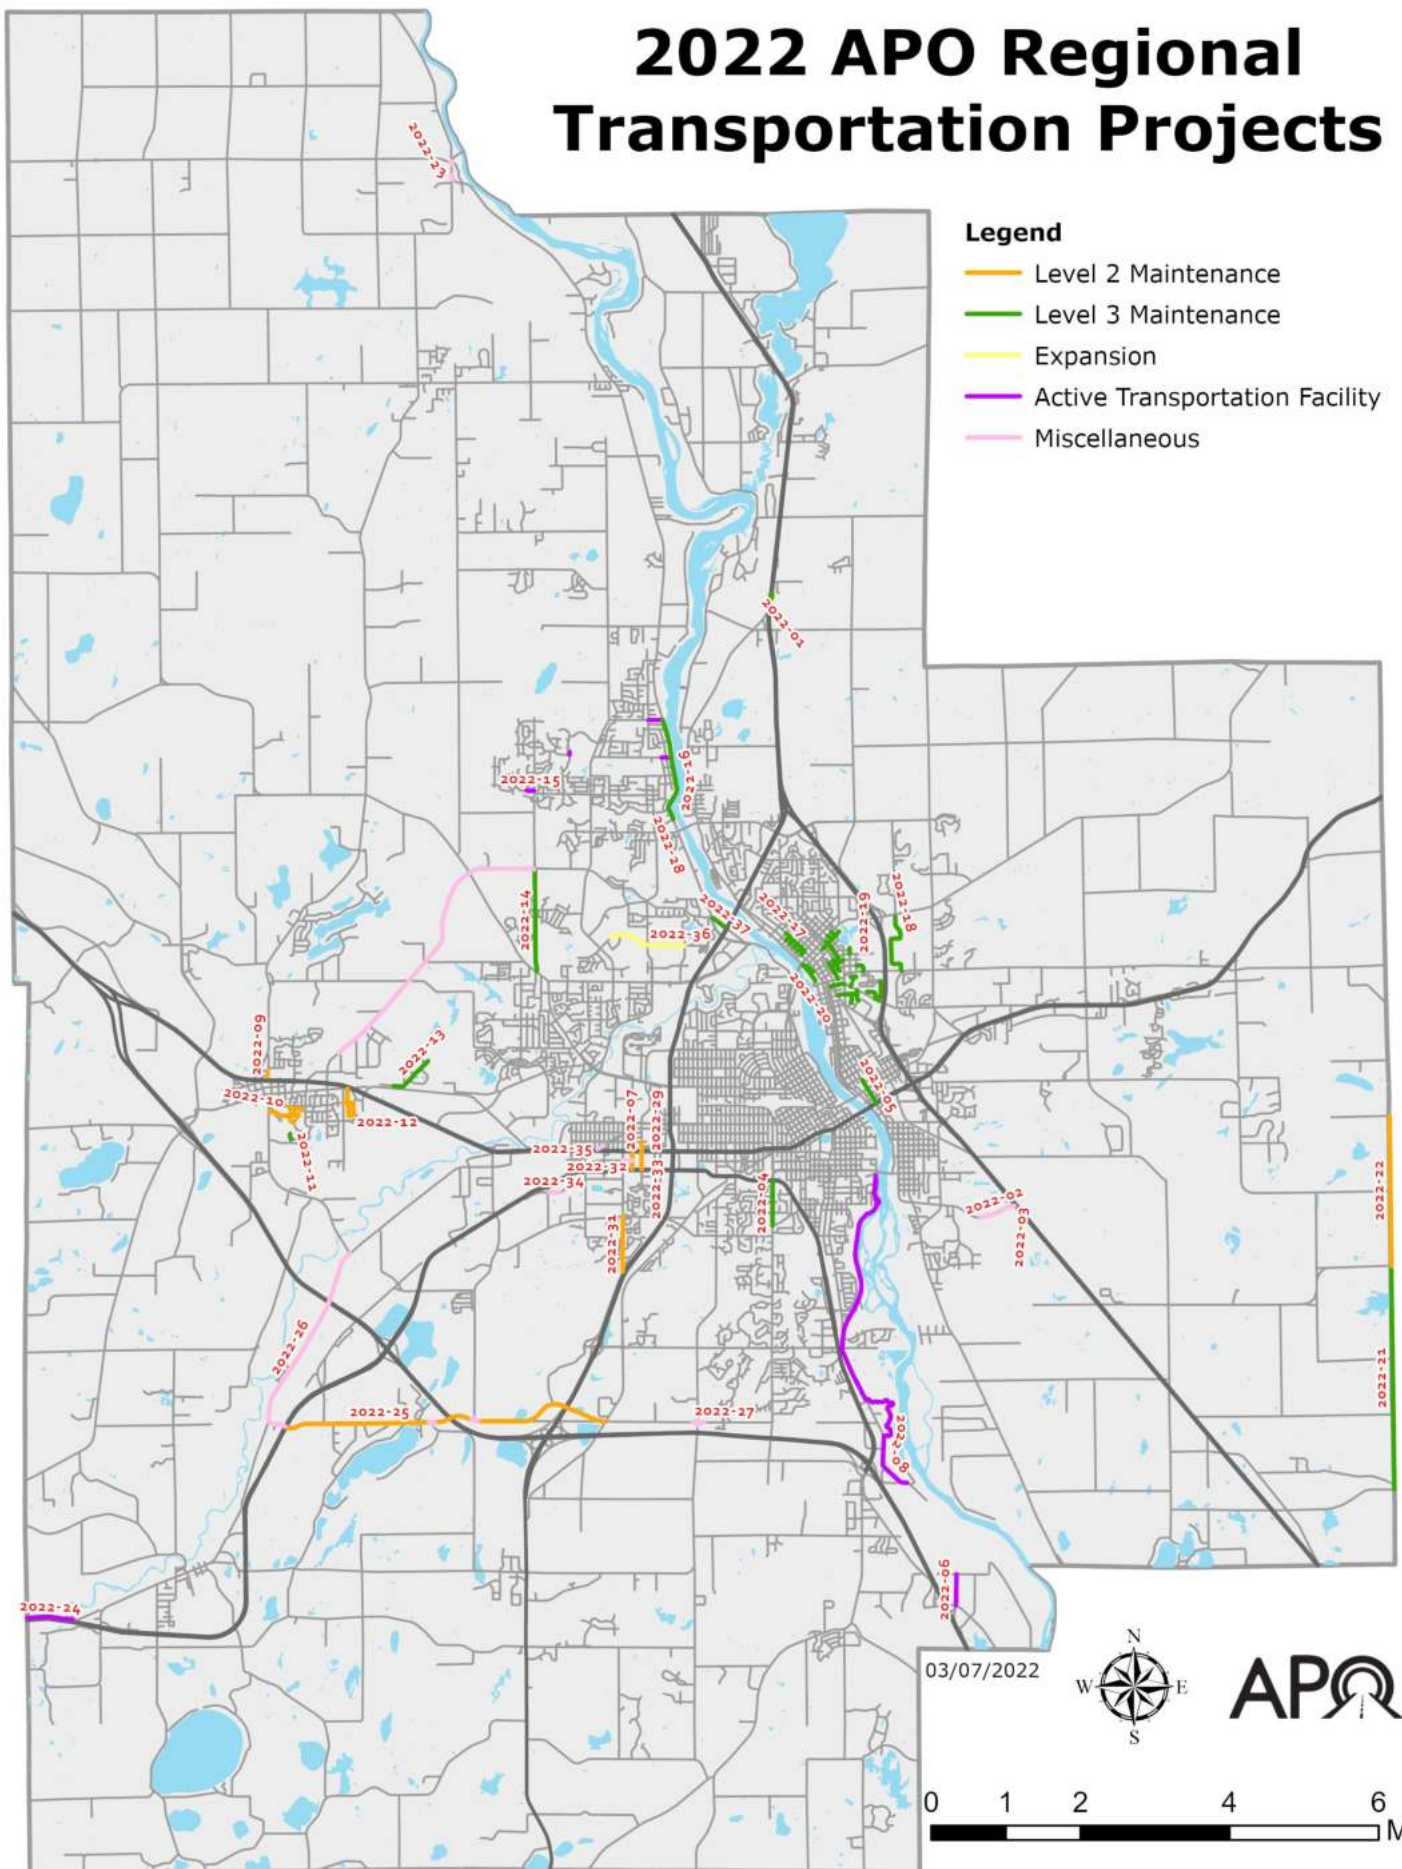 2022 APO Regional
Transportation Projects
Legend
Level 2 Maintenance
Level 3 Maintenance
Expansion
Active Transportation Facility
Miscellaneous
2022-23
2022-01
2022-15
2022-16
2022-28
2022-14
2022-36
2022-37
2022-17
2022-19
2022-18
2022-20
2022-09
2022-13
2022-10
2022-12
2022-11
2022-07
2022-29
2022-05
2022-35
2022-32
2022-33
2022-34
2022-04
2022-31
2022-02
2022-03
2022-22
2022-21
2022-26
2022-25
2022-27
2022-08
2022-24
2022-06
03/07/2022
N
W
E
S
APO
0 1 2 4 6
M